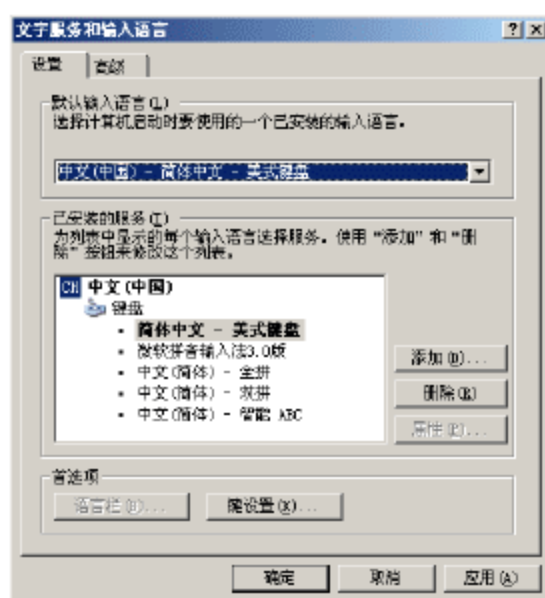 文字服务和输入语言
设置 高级
默认输入语言(L)
选择计算机启动时要使用的一个已安装的输入语言。
中文(中国) - 简体中文 - 美式键盘
已安装的服务(I)
为列表中显示的每个输入语言选择服务。使用“添加”和“删
除”按钮来修改这个列表。
CH 中文(中国)
键盘
• 简体中文 - 美式键盘
• 微软拼音输入法3.0版
• 中文(简体) - 全拼
• 中文(简体) - 双拼
• 中文(简体) - 智能 ABC
添加(D)...
删除(R)
属性(P)...
首选项
语言栏(B)... 键设置(K)...
确定 取消 应用(A)